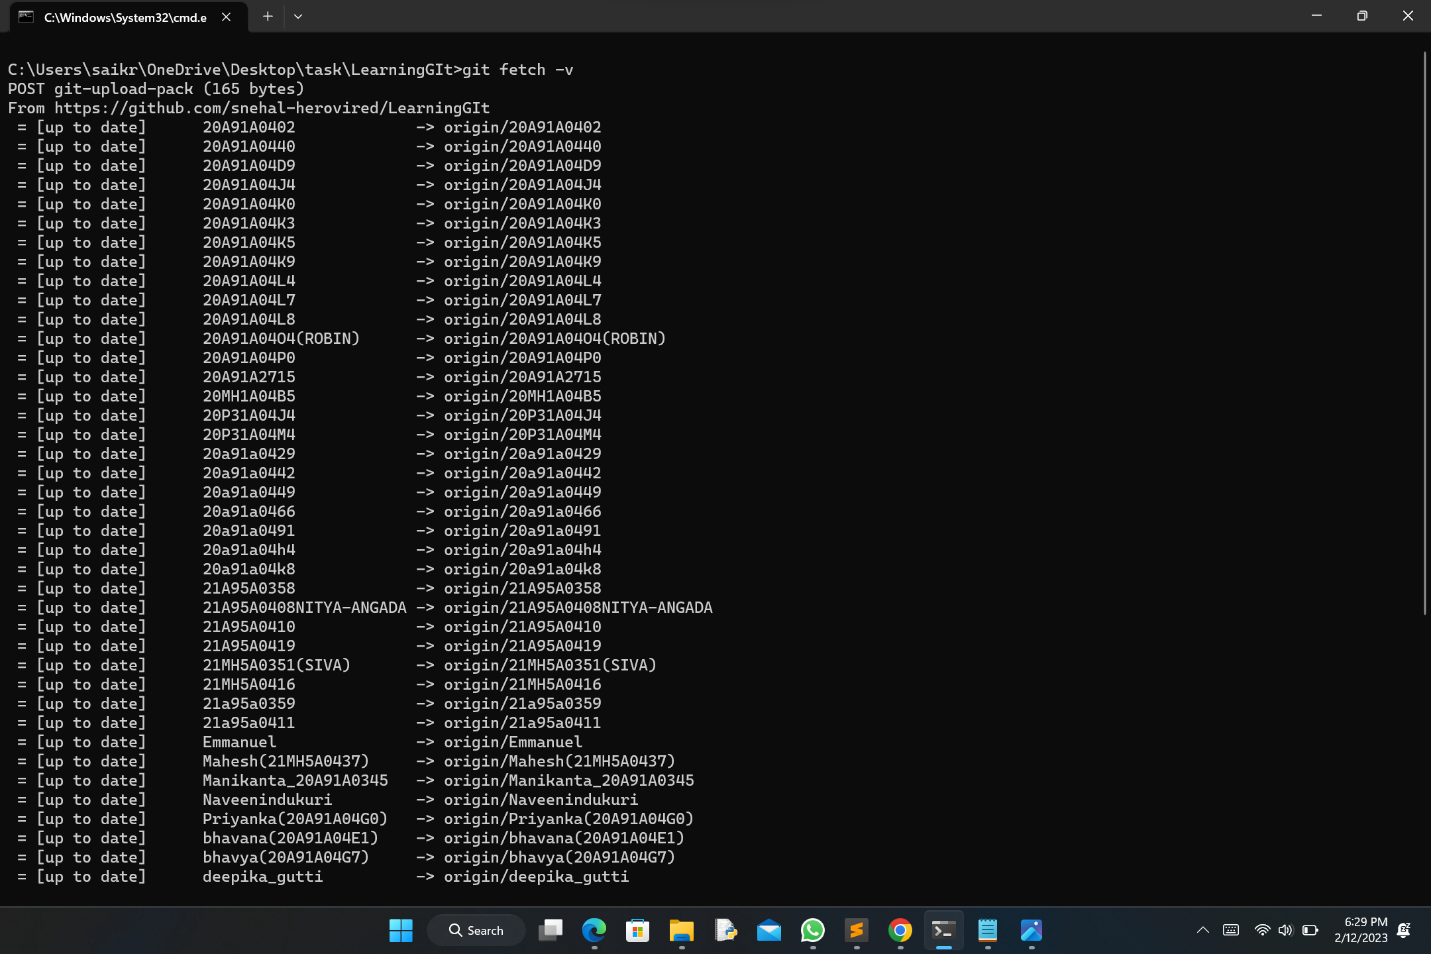 C:\Windows\System32\cmd.e
C:\Users\saikr\OneDrive\Desktop\task\LearningGIt>git fetch -v
POST git-upload-pack (165 bytes)
From https://github.com/snehal-herovired/LearningGIt
= [up to date] 20A91A0402 -> origin/20A91A0402
= [up to date] 20A91A0440 -> origin/20A91A0440
= [up to date] 20A91A04D9 -> origin/20A91A04D9
= [up to date] 20A91A04J4 -> origin/20A91A04J4
= [up to date] 20A91A04K0 -> origin/20A91A04K0
= [up to date] 20A91A04K3 -> origin/20A91A04K3
= [up to date] 20A91A04K5 -> origin/20A91A04K5
= [up to date] 20A91A04K9 -> origin/20A91A04K9
= [up to date] 20A91A04L4 -> origin/20A91A04L4
= [up to date] 20A91A04L7 -> origin/20A91A04L7
= [up to date] 20A91A04L8 -> origin/20A91A04L8
= [up to date] 20A91A04O4(ROBIN) -> origin/20A91A04O4(ROBIN)
= [up to date] 20A91A04P0 -> origin/20A91A04P0
= [up to date] 20A91A2715 -> origin/20A91A2715
= [up to date] 20MH1A04B5 -> origin/20MH1A04B5
= [up to date] 20P31A04J4 -> origin/20P31A04J4
= [up to date] 20P31A04M4 -> origin/20P31A04M4
= [up to date] 20a91a0429 -> origin/20a91a0429
= [up to date] 20a91a0442 -> origin/20a91a0442
= [up to date] 20a91a0449 -> origin/20a91a0449
= [up to date] 20a91a0466 -> origin/20a91a0466
= [up to date] 20a91a0491 -> origin/20a91a0491
= [up to date] 20a91a04h4 -> origin/20a91a04h4
= [up to date] 20a91a04k8 -> origin/20a91a04k8
= [up to date] 21A95A0358 -> origin/21A95A0358
= [up to date] 21A95A0408NITYA-ANGADA -> origin/21A95A0408NITYA-ANGADA
= [up to date] 21A95A0410 -> origin/21A95A0410
= [up to date] 21A95A0419 -> origin/21A95A0419
= [up to date] 21MH5A0351(SIVA) -> origin/21MH5A0351(SIVA)
= [up to date] 21MH5A0416 -> origin/21MH5A0416
= [up to date] 21a95a0359 -> origin/21a95a0359
= [up to date] 21a95a0411 -> origin/21a95a0411
= [up to date] Emmanuel -> origin/Emmanuel
= [up to date] Mahesh(21MH5A0437) -> origin/Mahesh(21MH5A0437)
= [up to date] Manikanta_20A91A0345 -> origin/Manikanta_20A91A0345
= [up to date] Naveenindukuri -> origin/Naveenindukuri
= [up to date] Priyanka(20A91A04G0) -> origin/Priyanka(20A91A04G0)
= [up to date] bhavana(20A91A04E1) -> origin/bhavana(20A91A04E1)
= [up to date] bhavya(20A91A04G7) -> origin/bhavya(20A91A04G7)
= [up to date] deepika_gutti -> origin/deepika_gutti
Search
6:29 PM
2/12/2023